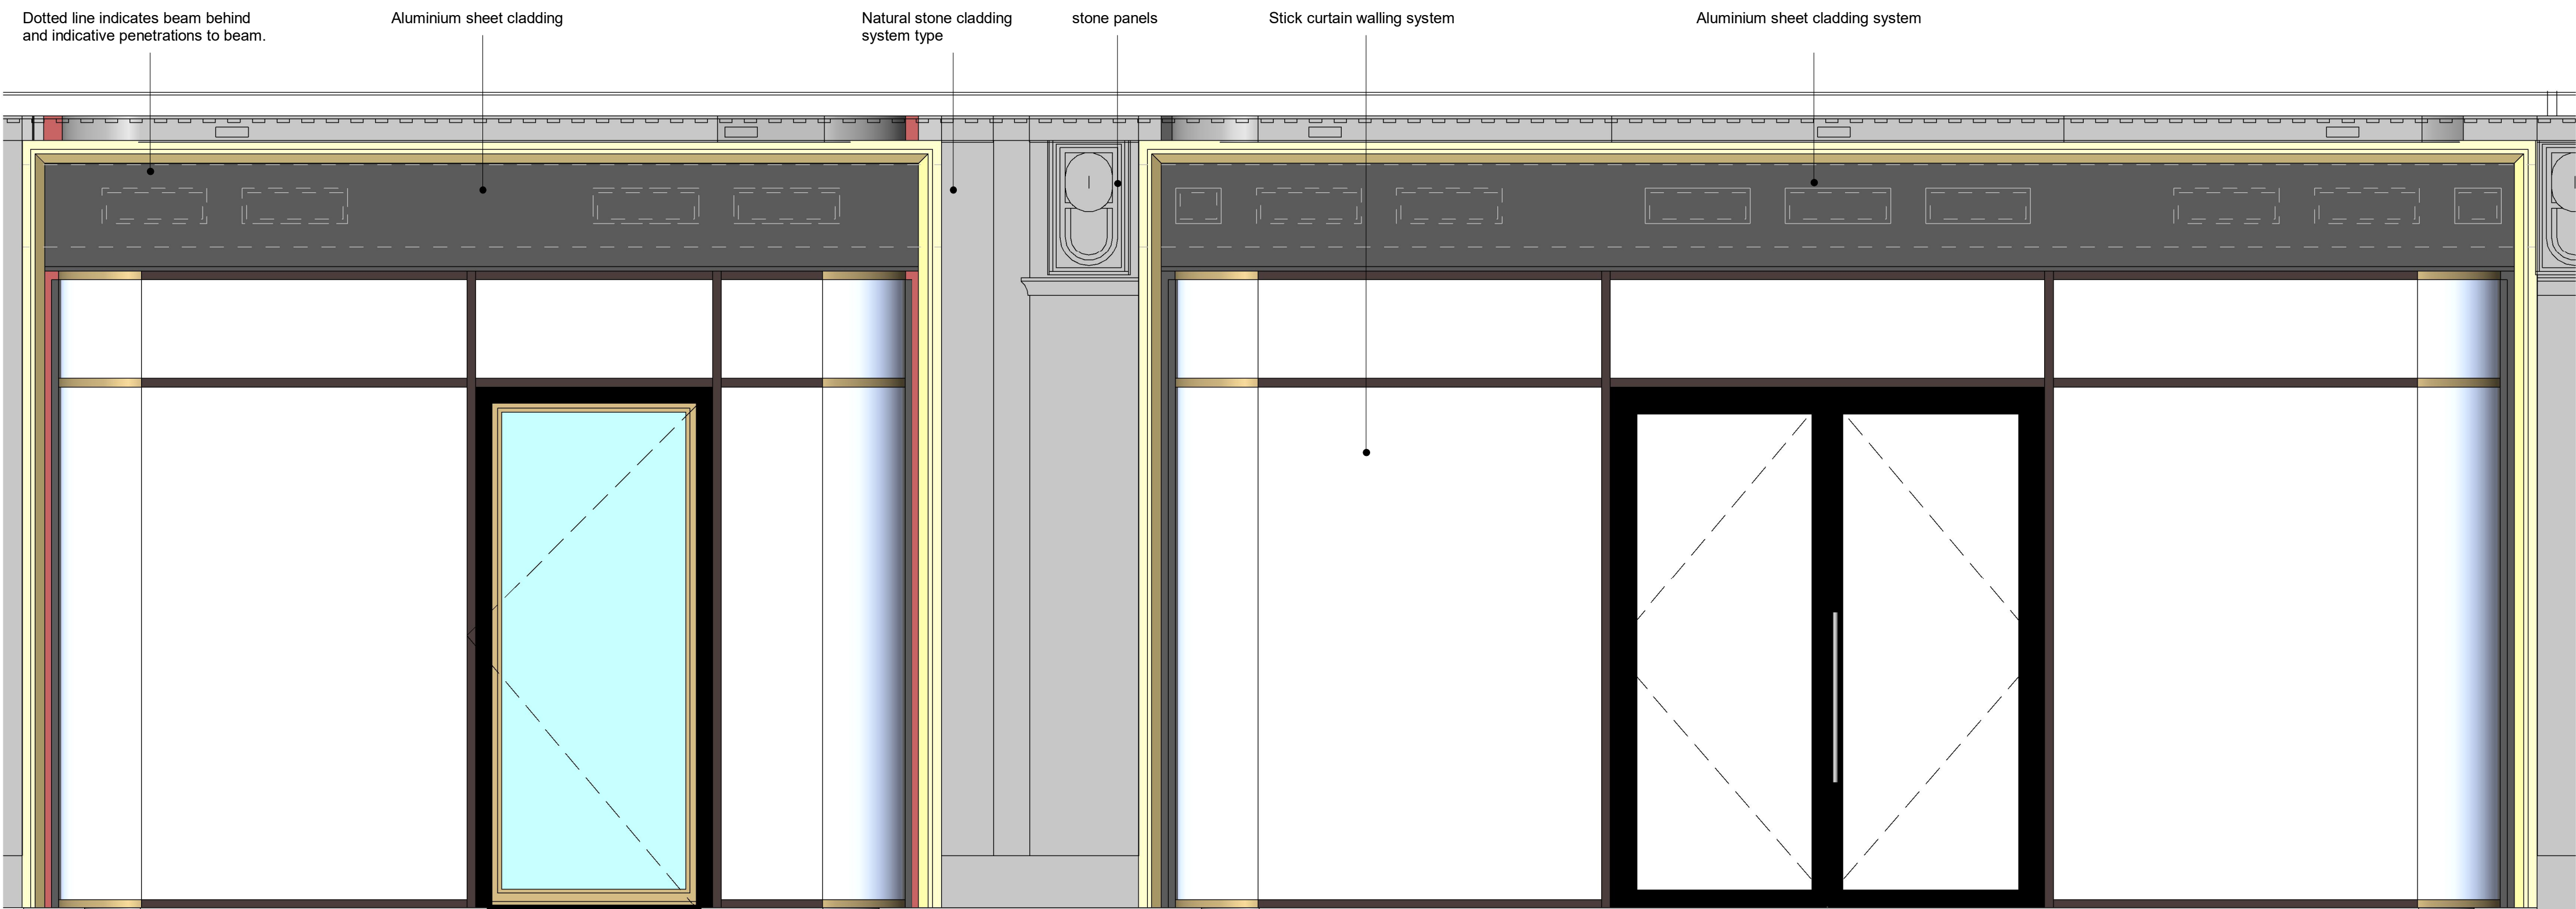 Dotted line indicates beam behind
and indicative penetrations to beam.
Aluminium sheet cladding
Natural stone cladding
system type
stone panels
Stick curtain walling system
Aluminium sheet cladding system